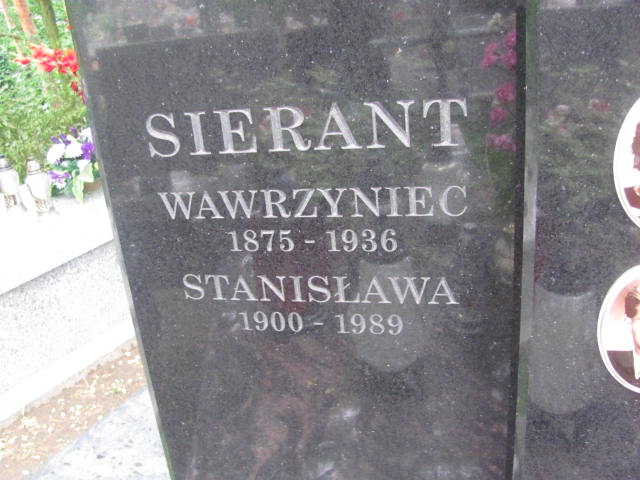 SIERANT
WAWRZYNIEC
1875 - 1936
STANISŁAWA
1900 - 1989